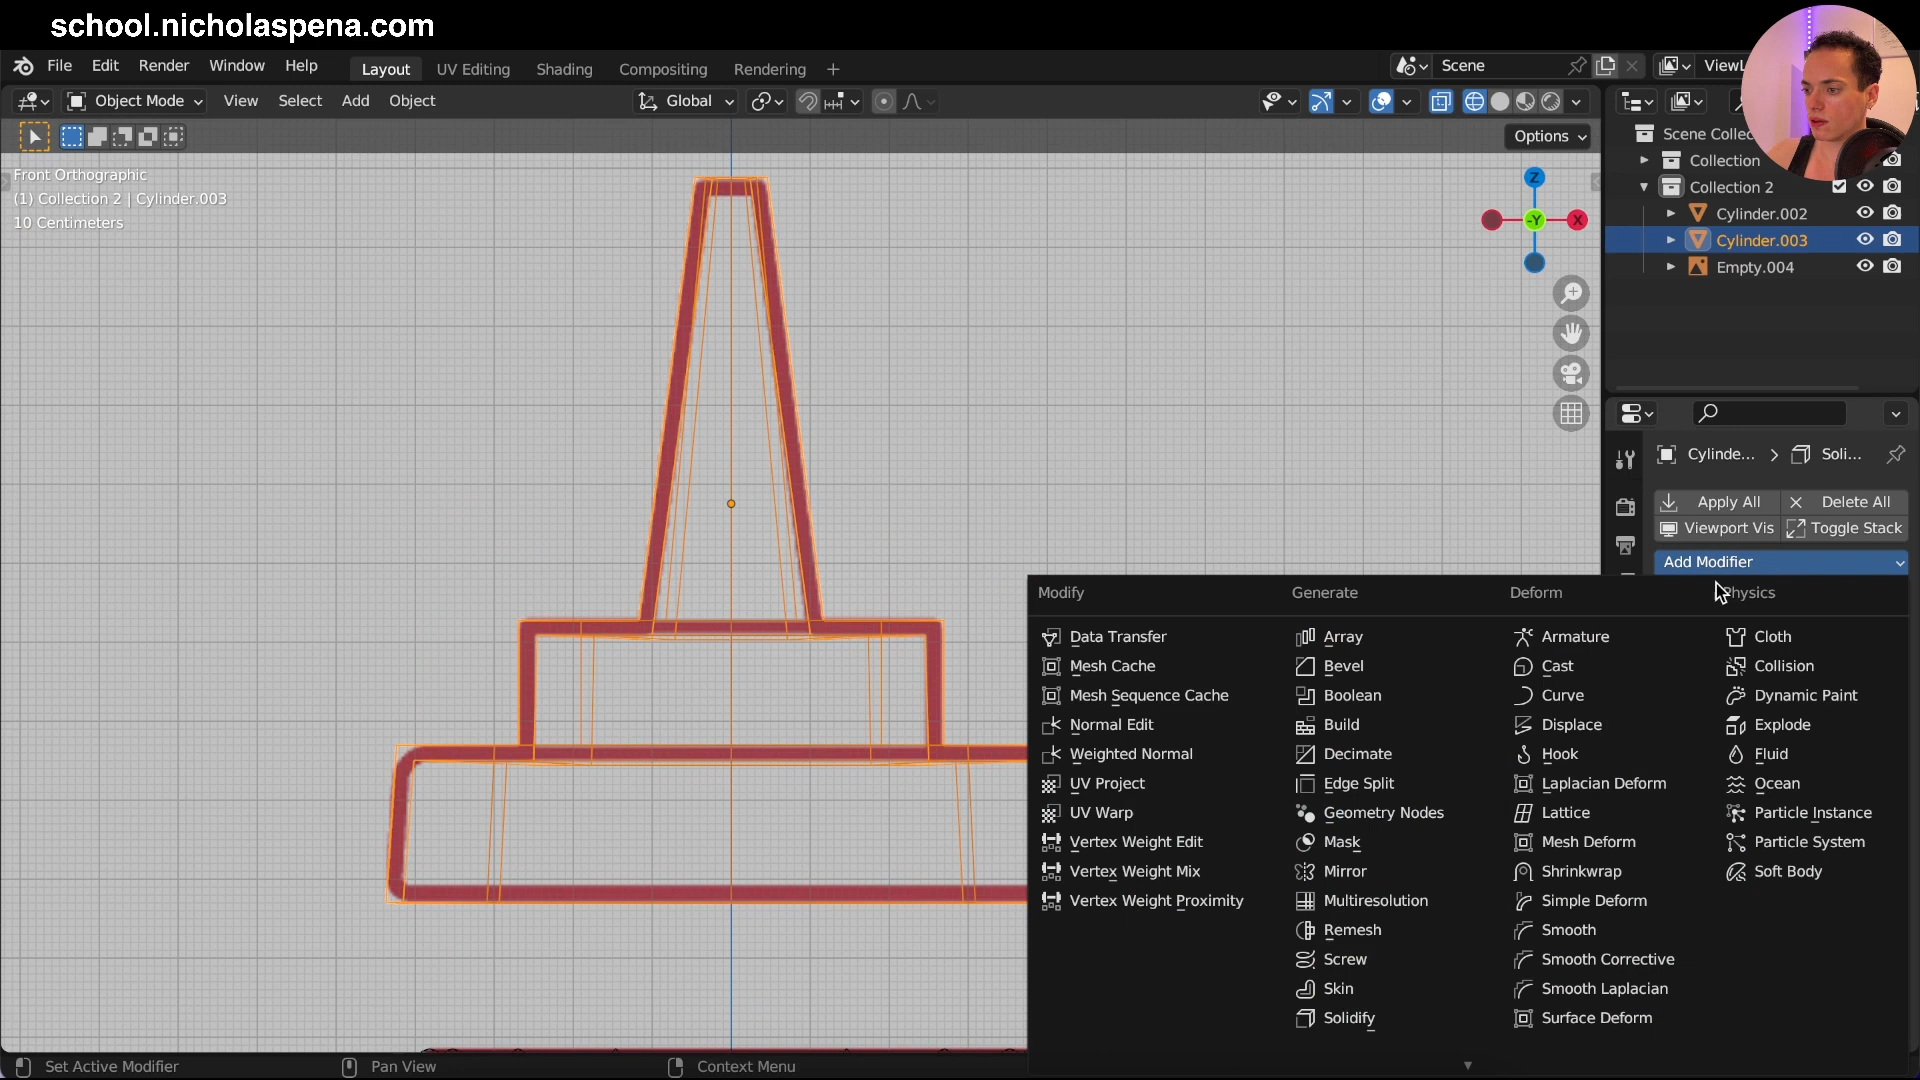 school.nicholaspena.com
File Edit Render Window Help Layout UV Editing Shading Compositing Rendering + Scene ViewL
Object Mode View Select Add Object Global
Options
Front Orthographic
(1) Collection 2 | Cylinder.003
10 Centimeters
Z
-Y X
Scene Collec
Collection
Collection 2
Cylinder.002
Cylinder.003
Empty.004
Cylinde... > Soli...
Apply All Delete All
Viewport Vis Toggle Stack
Add Modifier
Modify Generate Deform Physics
Data Transfer Array Armature Cloth
Mesh Cache Bevel Cast Collision
Mesh Sequence Cache Boolean Curve Dynamic Paint
Normal Edit Build Displace Explode
Weighted Normal Decimate Hook Fluid
UV Project Edge Split Laplacian Deform Ocean
UV Warp Geometry Nodes Lattice Particle Instance
Vertex Weight Edit Mask Mesh Deform Particle System
Vertex Weight Mix Mirror Shrinkwrap Soft Body
Vertex Weight Proximity Multiresolution Simple Deform
Remesh Smooth
Screw Smooth Corrective
Skin Smooth Laplacian
Solidify Surface Deform
Set Active Modifier Pan View Context Menu